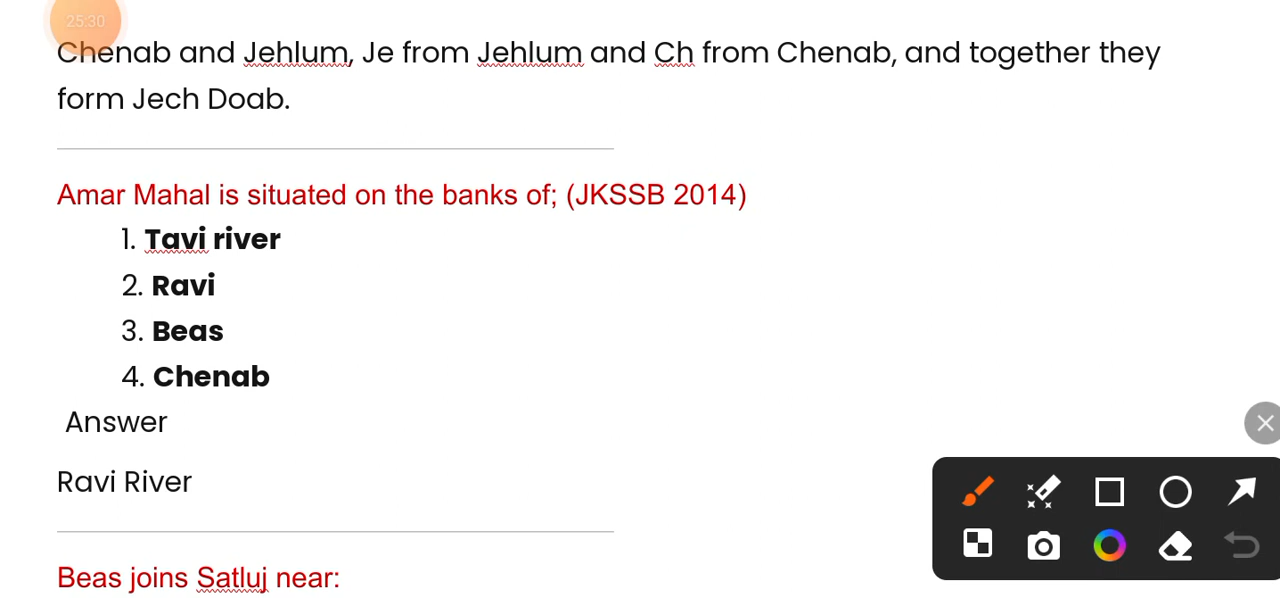 25:30
Chenab and Jehlum, Je from Jehlum and Ch from Chenab, and together they
form Jech Doab.
Amar Mahal is situated on the banks of; (JKSSB 2014)
1. Tavi river
2. Ravi
3. Beas
4. Chenab
Answer
Ravi River
Beas joins Satluj near: